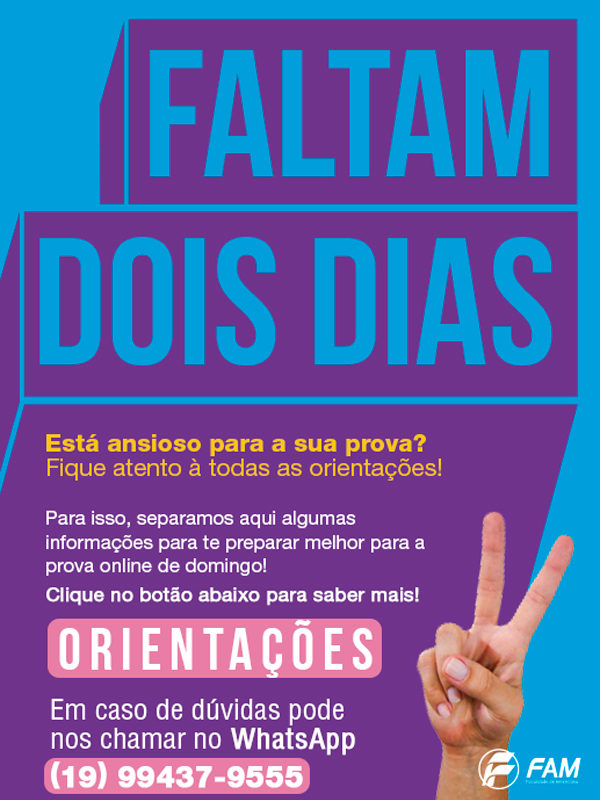 FALTAM
DOIS DIAS
Está ansioso para a sua prova?
Fique atento à todas as orientações!
Para isso, separamos aqui algumas
informações para te preparar melhor para a
prova online de domingo!
Clique no botão abaixo para saber mais!
ORIENTAÇÕES
Em caso de dúvidas pode
nos chamar no WhatsApp
(19) 99437-9555
FAM